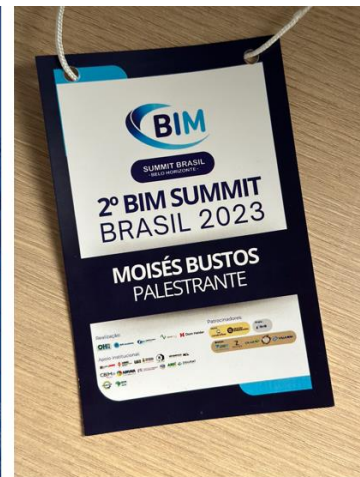 BIM
SUMMIT BRASIL
-BELO HORIZONTE-
2º BIM SUMMIT
BRASIL 2023
MOISÉS BUSTOS
PALESTRANTE
Realização
Patrocinadores
Apoio Institucional